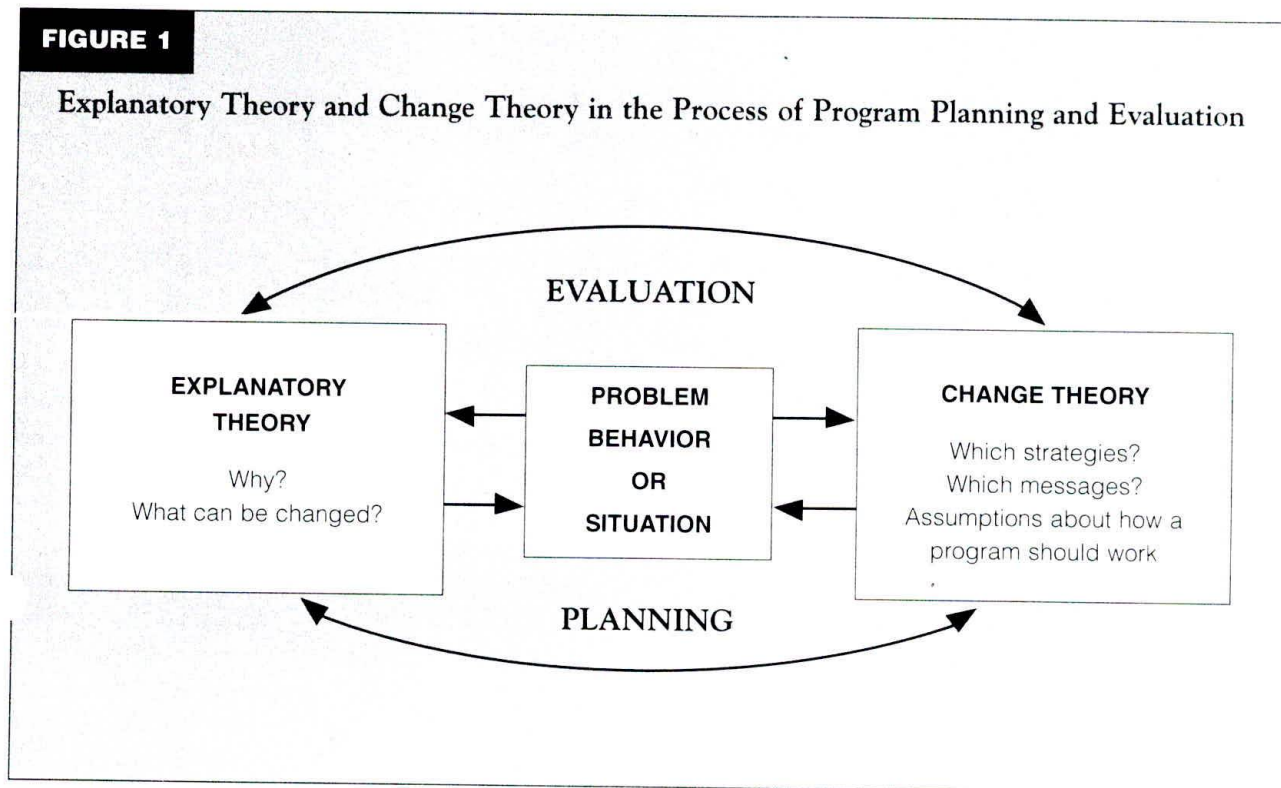 FIGURE 1
Explanatory Theory and Change Theory in the Process of Program Planning and Evaluation
EVALUATION
EXPLANATORY
THEORY
Why?
What can be changed?
PROBLEM
BEHAVIOR
OR
SITUATION
CHANGE THEORY
Which strategies?
Which messages?
Assumptions about how a
program should work
PLANNING